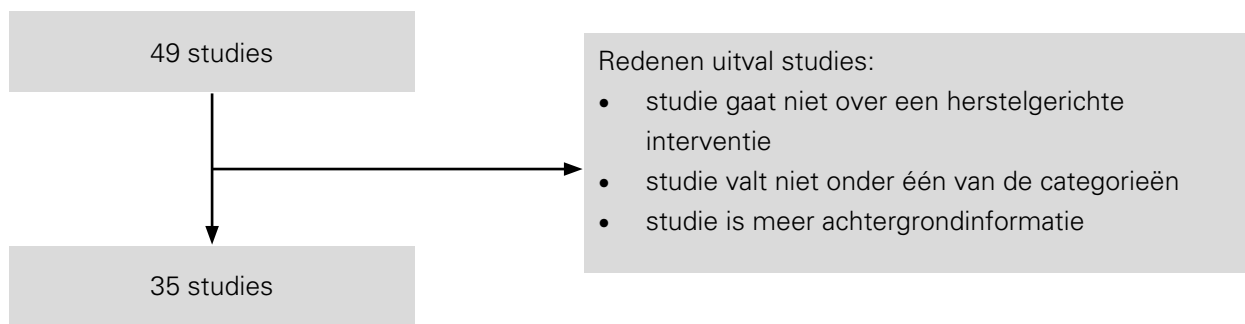 49 studies
Redenen uitval studies:
• studie gaat niet over een herstelgerichte
interventie
• studie valt niet onder één van de categorieën
• studie is meer achtergrondinformatie
35 studies